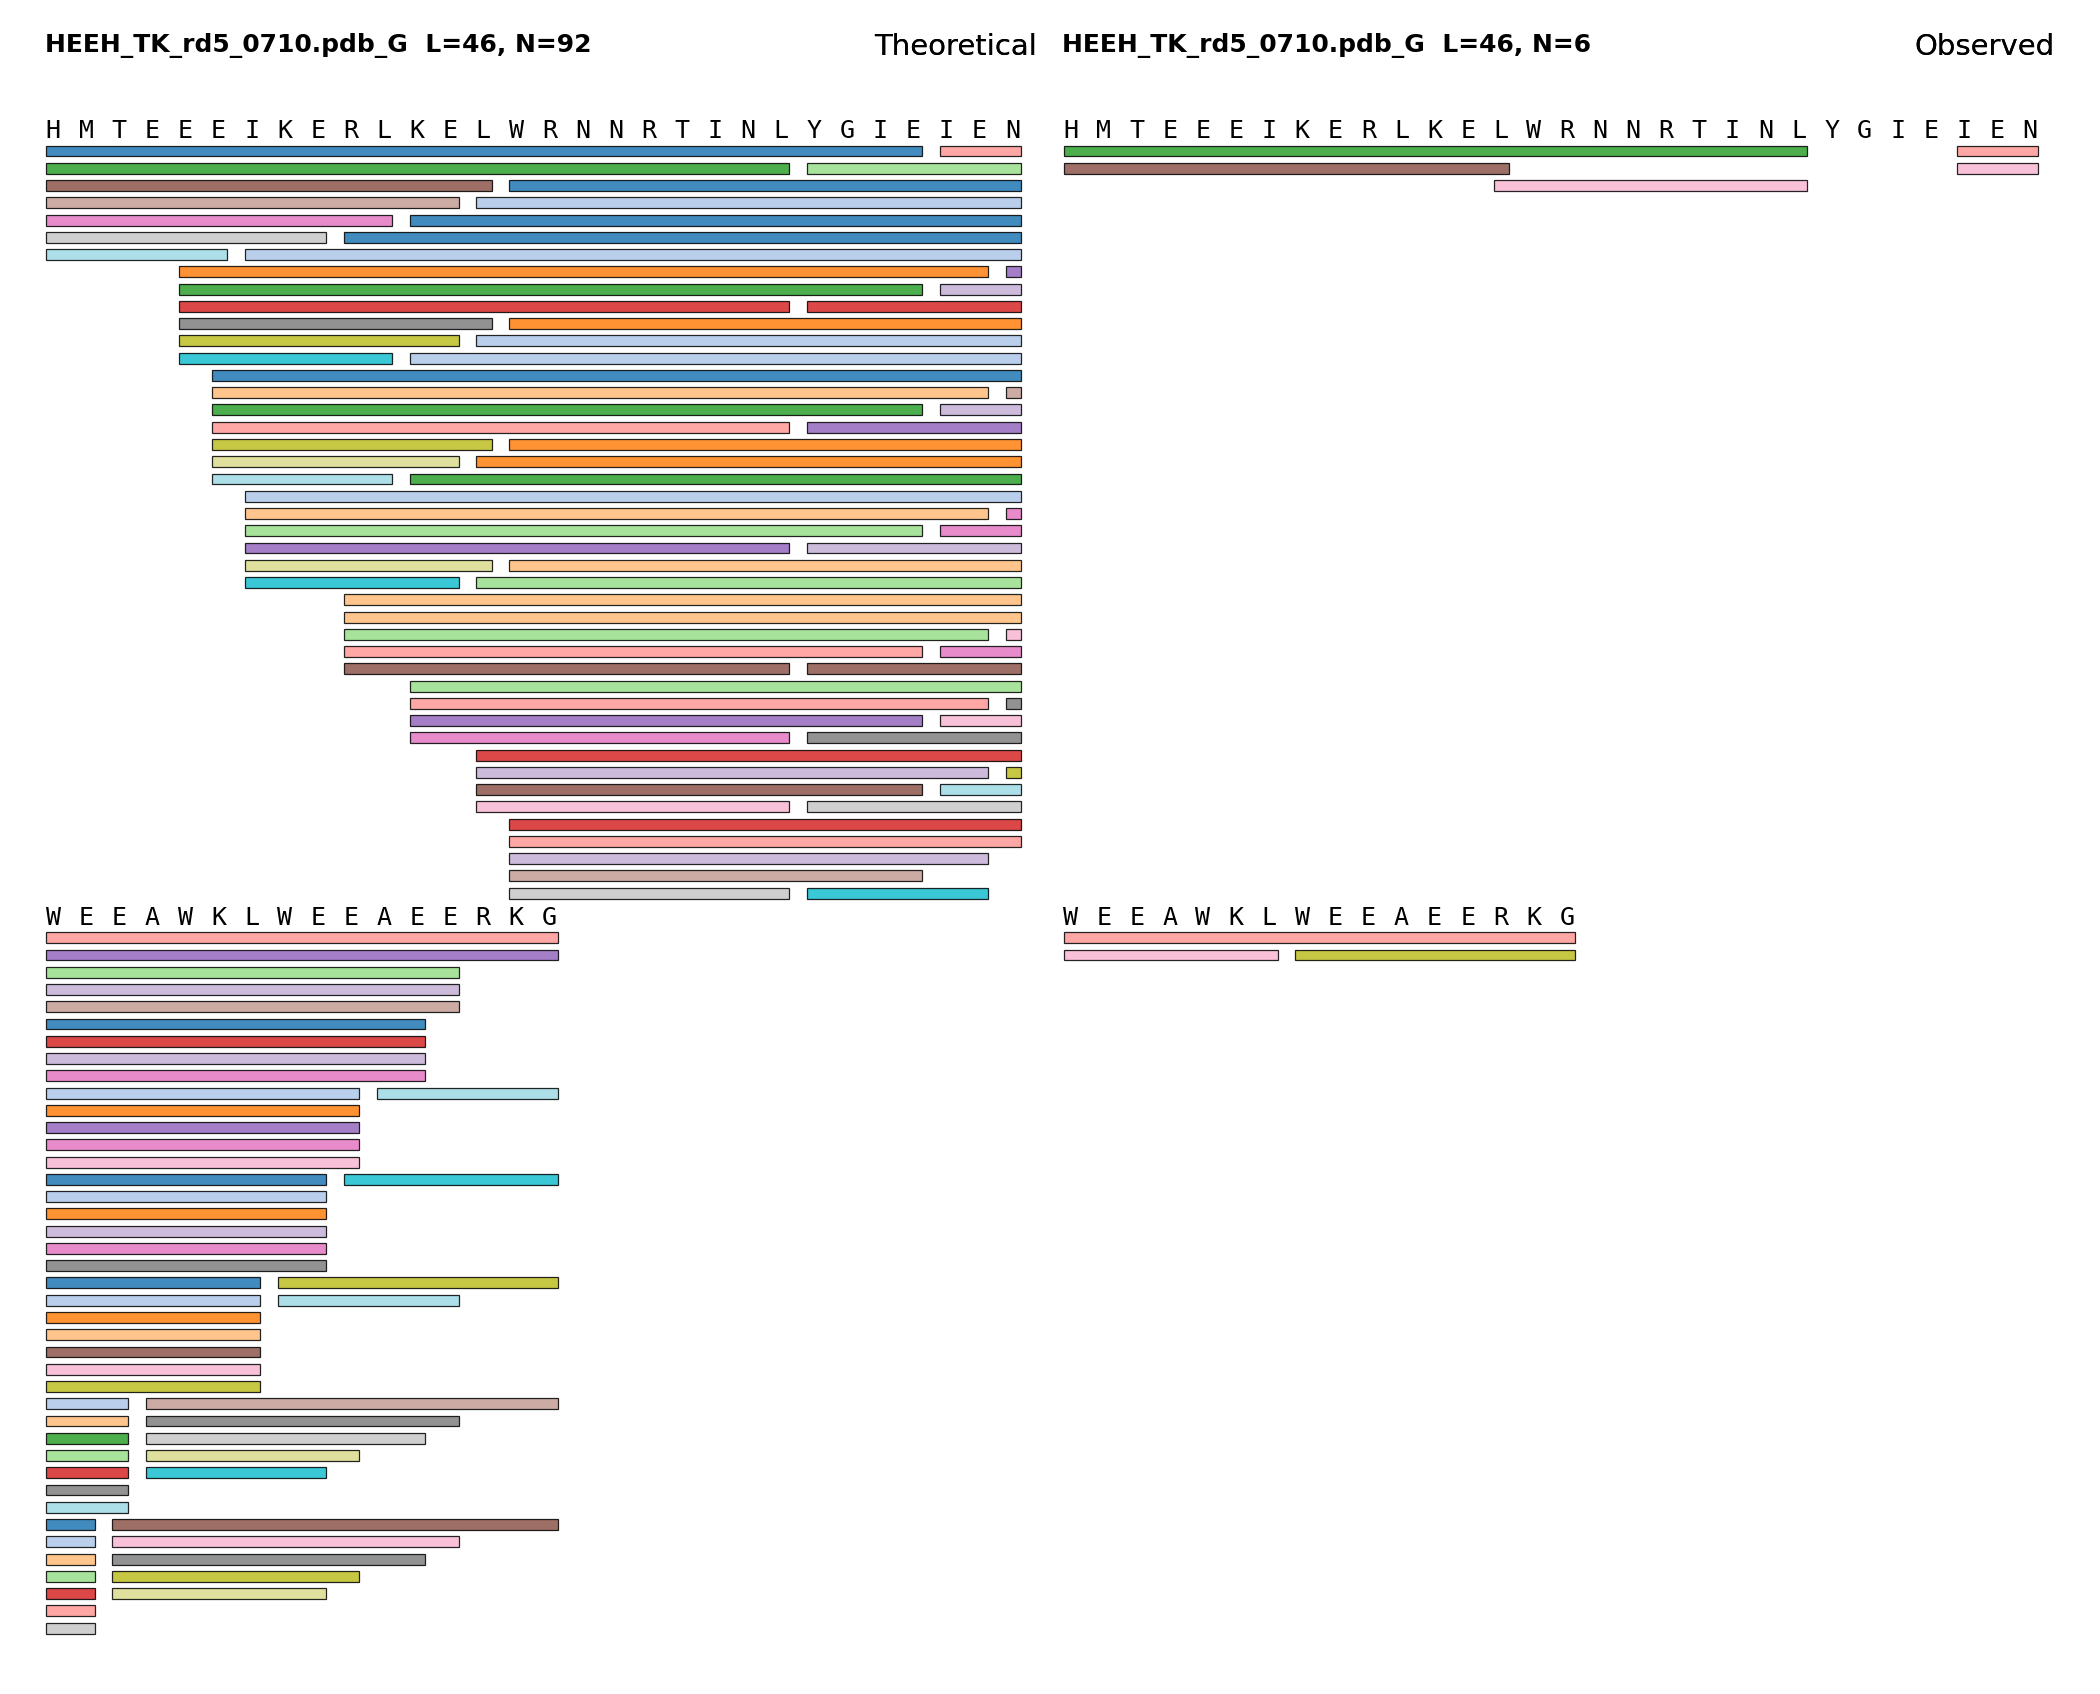 HEEH_TK_rd5_0710.pdb_G L=46, N=92 Theoretical
HEEH_TK_rd5_0710.pdb_G L=46, N=6 Observed
H M T E E E I K E R L K E L W R N N R T I N L Y G I E I E N
H M T E E E I K E R L K E L W R N N R T I N L Y G I E I E N
W E E A W K L W E E A E E R K G
W E E A W K L W E E A E E R K G